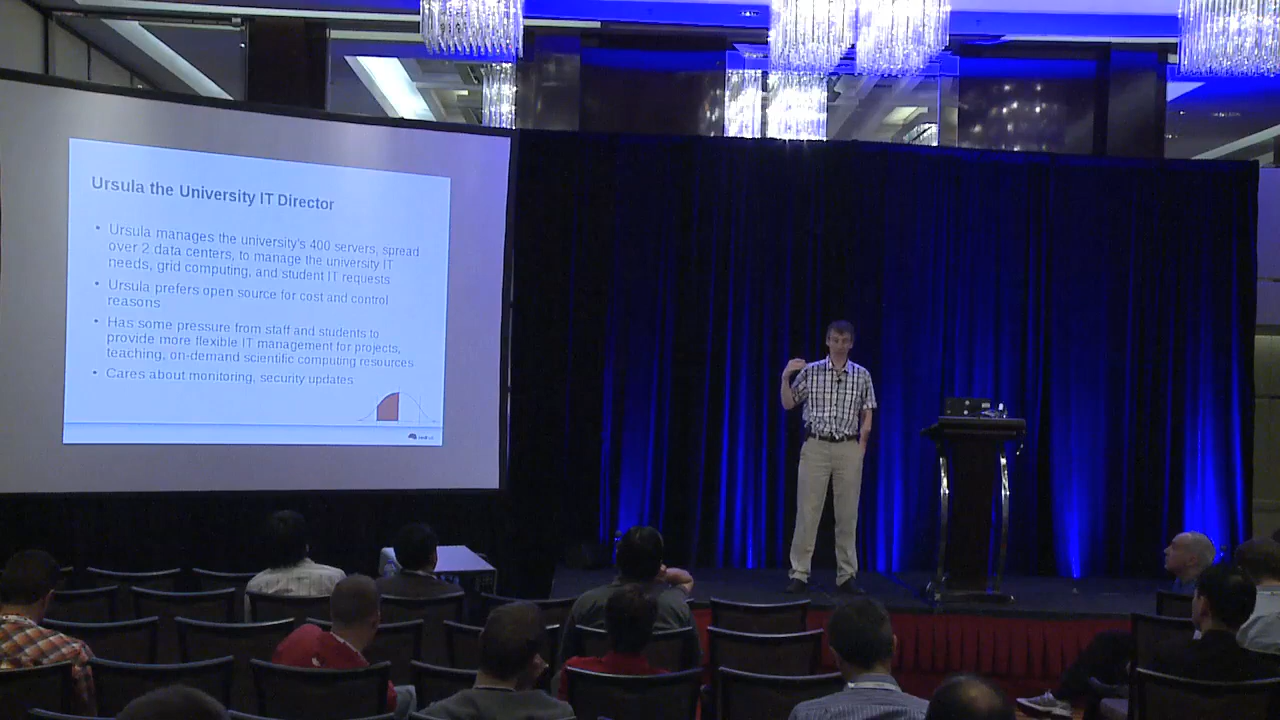 Ursula the University IT Director
• Ursula manages the university's 400 servers, spread
over 2 data centers, to manage the university IT
needs, grid computing, and student IT requests
• Ursula prefers open source for cost and control
reasons
• Has some pressure from staff and students to
provide more flexible IT management for projects,
teaching, on-demand scientific computing resources
• Cares about monitoring, security updates